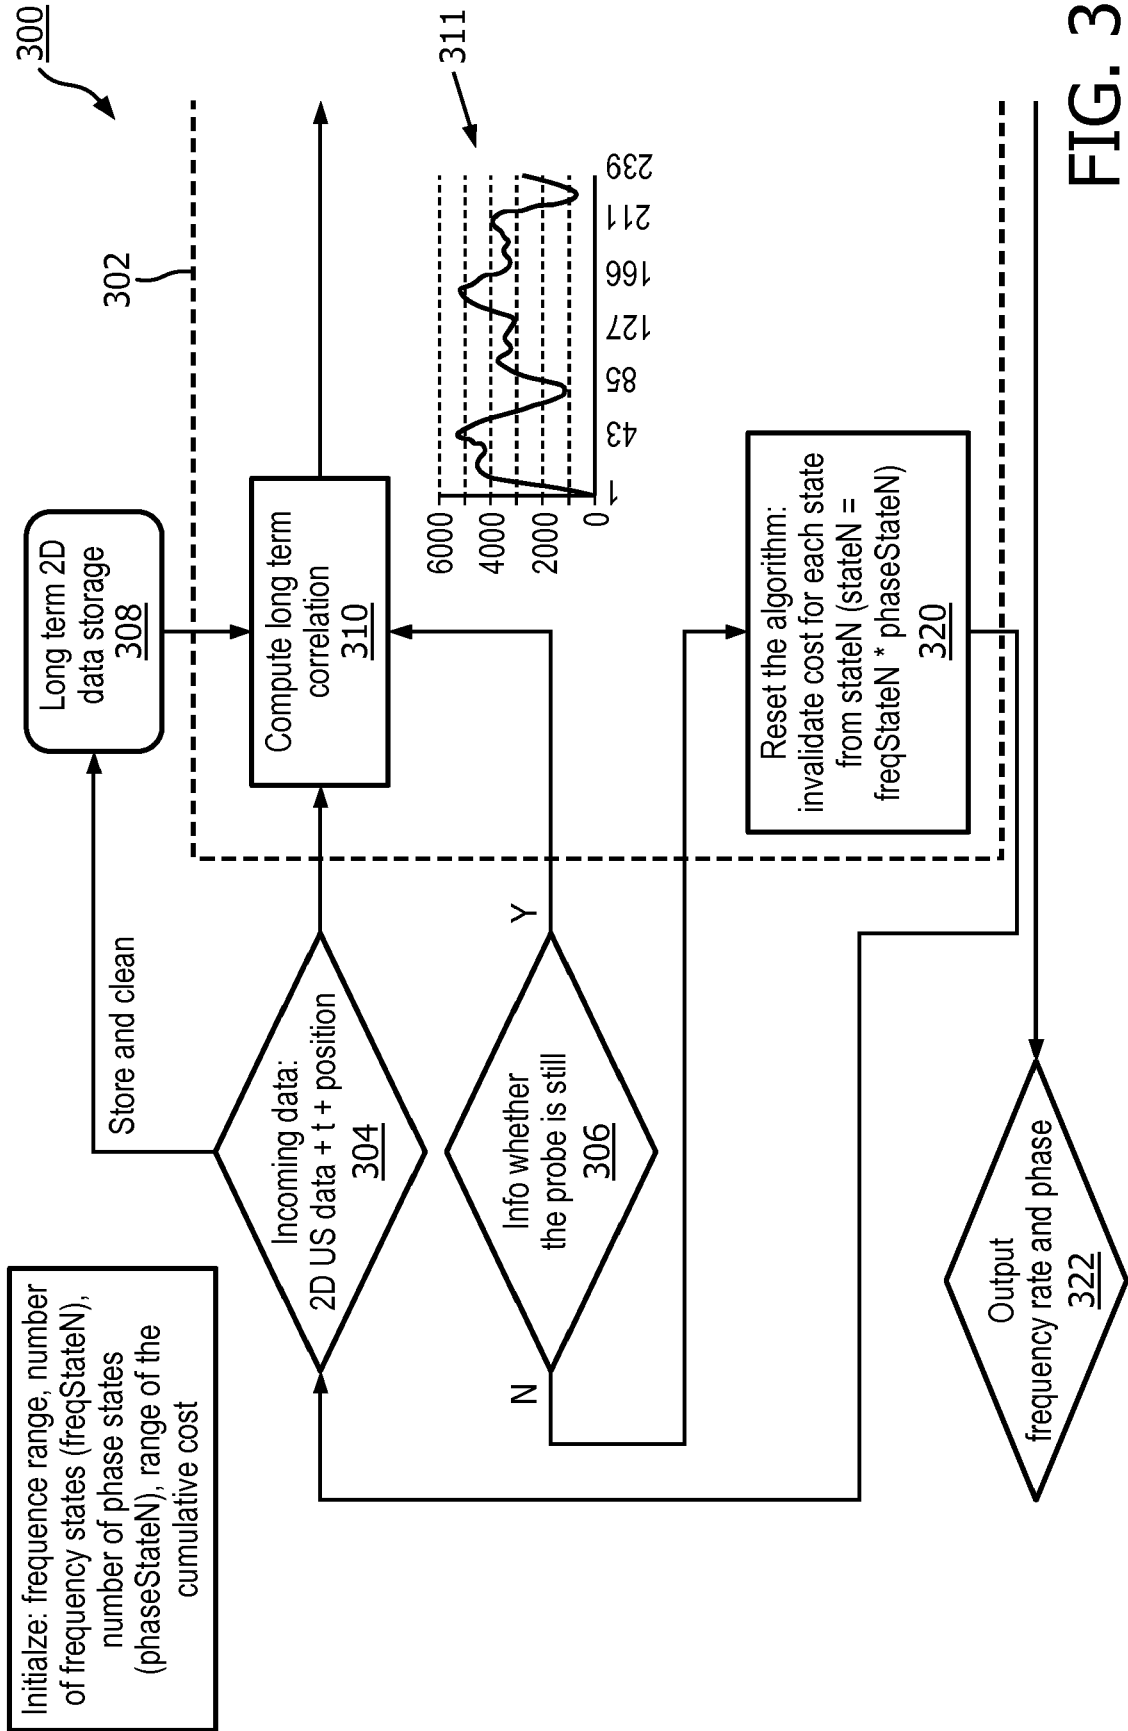 300
Initialze: frequence range, number
of frequency states (freqStateN),
number of phase states
(phaseStateN), range of the
cumulative cost
Store and clean
Long term 2D
data storage
308
302
Incoming data:
2D US data + t + position
304
Compute long term
correlation
310
311
6000
4000
2000
0
1
43
85
127
166
211
239
Info whether
the probe is still
306
Y
N
Reset the algorithm:
invalidate cost for each state
from stateN (stateN =
freqStateN * phaseStateN)
320
Output
frequency rate and phase
322
FIG. 3